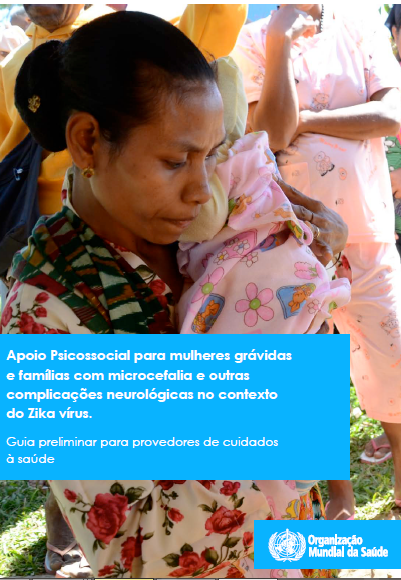 Apoio Psicossocial para mulheres grávidas
e famílias com microcefalia e outras
complicações neurológicas no contexto
do Zika vírus.
Guia preliminar para provedores de cuidados
à saúde
Organização
Mundial da Saúde